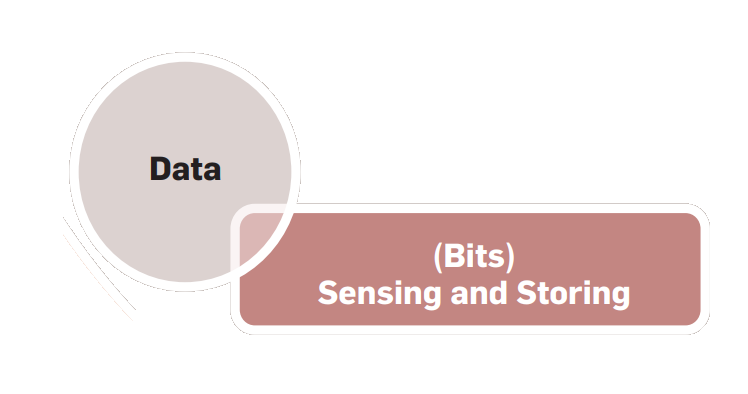 Data
(Bits)
Sensing and Storing